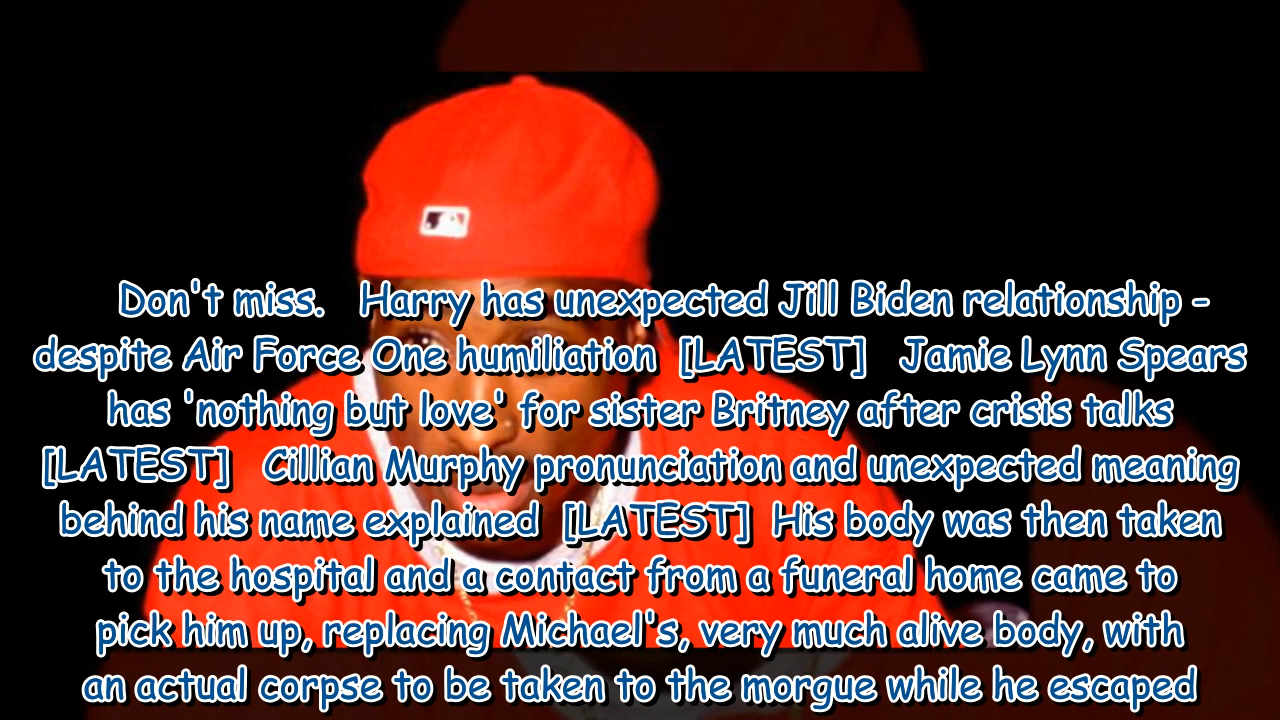 Don't miss.   Harry has unexpected Jill Biden relationship -
despite Air Force One humiliation  [LATEST]   Jamie Lynn Spears
has 'nothing but love' for sister Britney after crisis talks
[LATEST]   Cillian Murphy pronunciation and unexpected meaning
behind his name explained  [LATEST]  His body was then taken
to the hospital and a contact from a funeral home came to
pick him up, replacing Michael's, very much alive body, with
an actual corpse to be taken to the morgue while he escaped